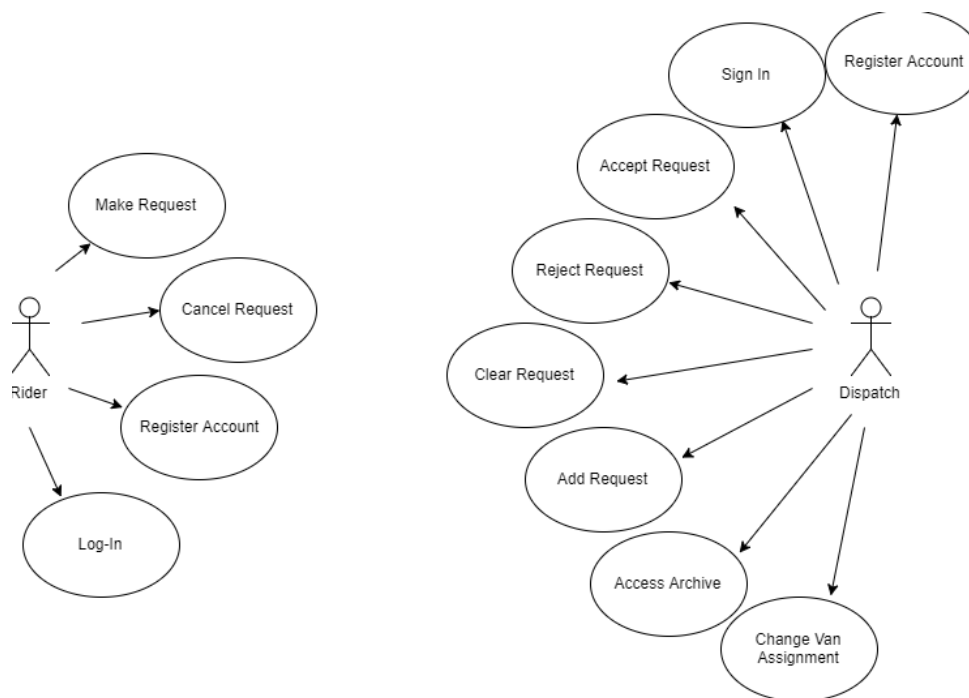 Register Account
Sign In
Accept Request
Make Request
Reject Request
Cancel Request
Clear Request
Rider
Dispatch
Register Account
Add Request
Log-In
Access Archive
Change Van
Assignment